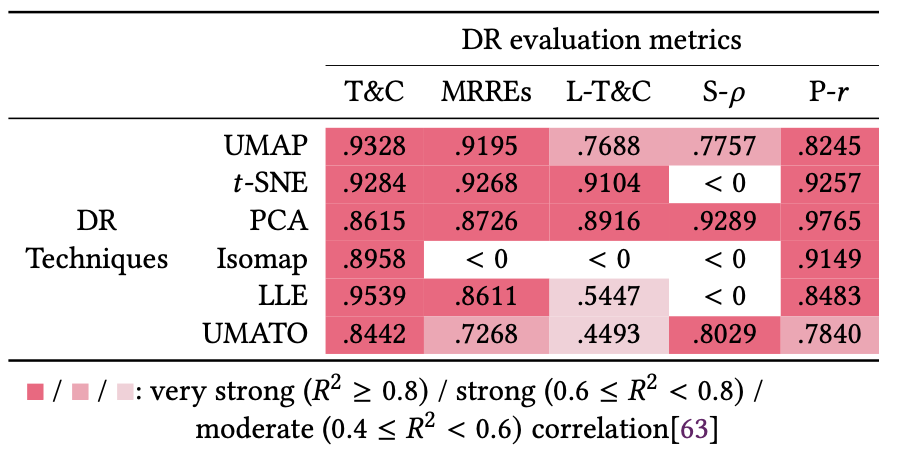 DR evaluation metrics
T&C MRREs L-T&C S-ρ P-r
UMAP .9328 .9195 .7688 .7757 .8245
t-SNE .9284 .9268 .9104 < 0 .9257
DR PCA .8615 .8726 .8916 .9289 .9765
Techniques Isomap .8958 < 0 < 0 < 0 .9149
LLE .9539 .8611 .5447 < 0 .8483
UMATO .8442 .7268 .4493 .8029 .7840
■ / ■ / ■: very strong (R² ≥ 0.8) / strong (0.6 ≤ R² < 0.8) /
moderate (0.4 ≤ R² < 0.6) correlation[63]